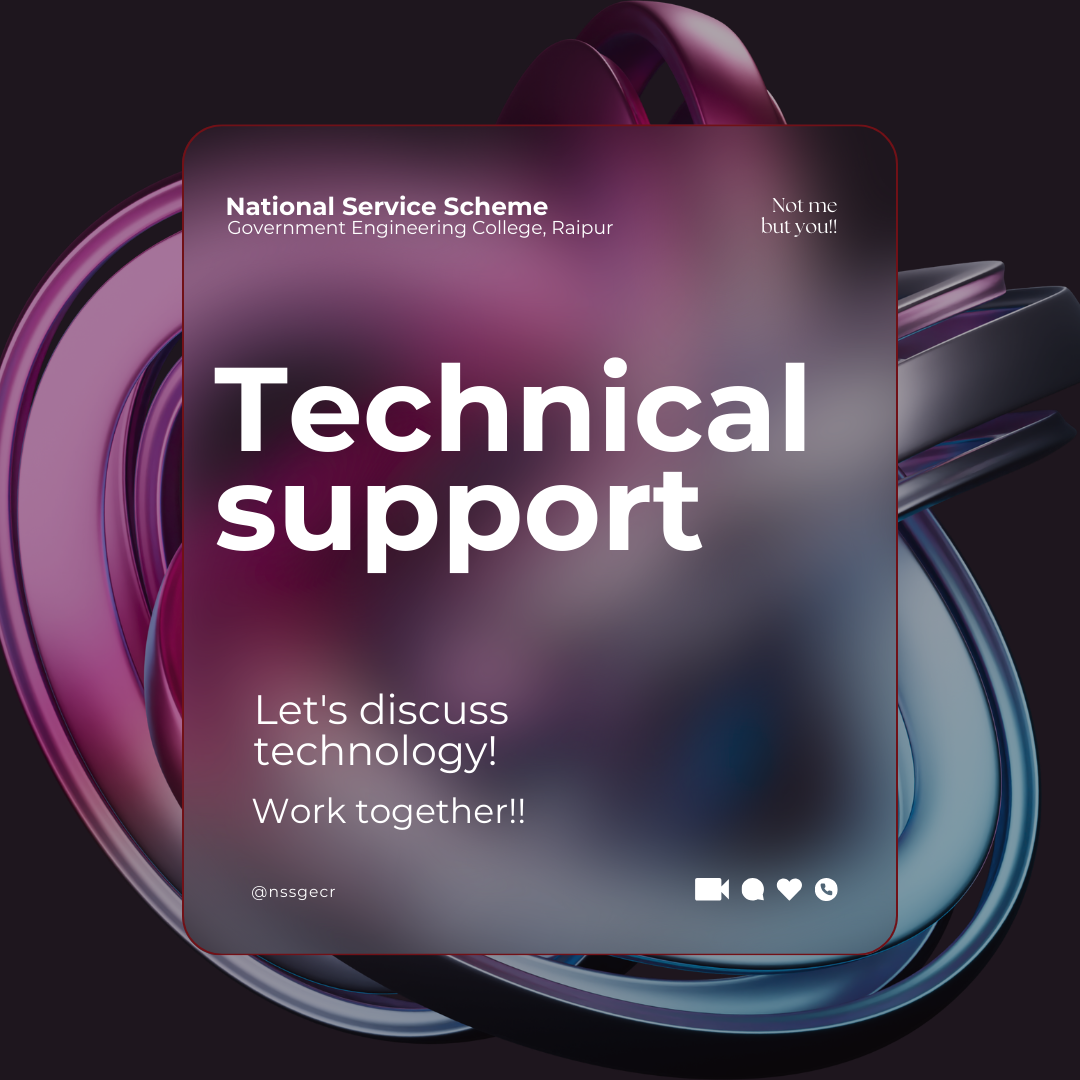 National Service Scheme
Government Engineering College, Raipur
Not me
but you!!
Technical
support
Let's discuss
technology!
Work together!!
@nssgecr